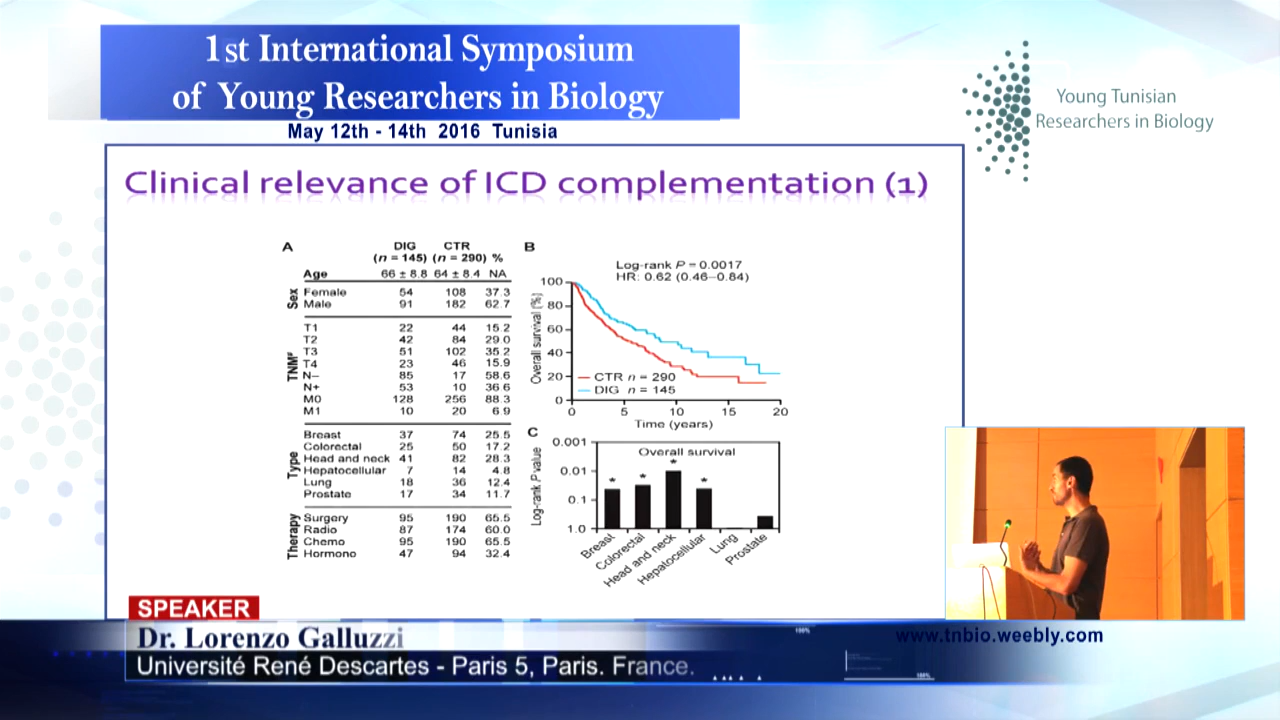 1st International Symposium
of Young Researchers in Biology
May 12th - 14th 2016 Tunisia
Young Tunisian
Researchers in Biology
Clinical relevance of ICD complementation (1)
A
DIG CTR
(n = 145) (n = 290) %
Age 66 ± 8.8 64 ± 8.4 NA
Sex
Female 54 108 37.3
Male 91 182 62.7
TNM#
T1 22 44 15.2
T2 42 84 29.0
T3 51 102 35.2
T4 23 46 15.9
N– 85 17 58.6
N+ 53 10 36.6
M0 128 256 88.3
M1 10 20 6.9
Type
Breast 37 74 25.5
Colorectal 25 50 17.2
Head and neck 41 82 28.3
Hepatocellular 7 14 4.8
Lung 18 36 12.4
Prostate 17 34 11.7
Therapy
Surgery 95 190 65.5
Radio 87 174 60.0
Chemo 95 190 65.5
Hormono 47 94 32.4
B
Log-rank P = 0.0017
HR: 0.62 (0.46–0.84)
Overall survival (%)
100
80
60
40
20
0
CTR n = 290
DIG n = 145
0 5 10 15 20
Time (years)
C
Overall survival
Log-rank P value
0.001
0.01
0.1
1.0
* * * *
Breast
Colorectal
Head and neck
Hepatocellular
Lung
Prostate
SPEAKER
Dr. Lorenzo Galluzzi
Université René Descartes - Paris 5, Paris. France.
www.tnbio.weebly.com
100%
100%